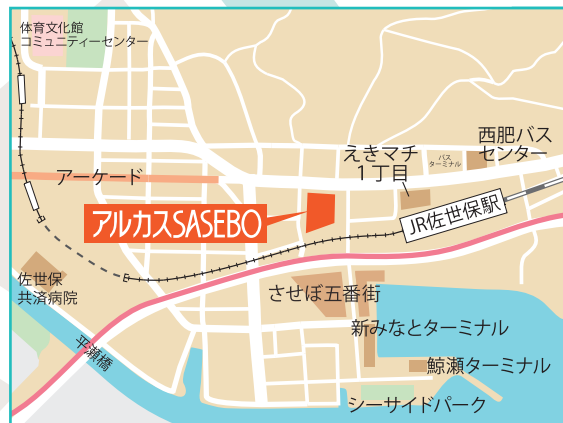 体育文化館
コミュニティーセンター
西肥バス
センター
えきマチ
1丁目
バス
ターミナル
アーケード
アルカスSASEBO
JR佐世保駅
佐世保
共済病院
させぼ五番街
平瀬橋
新みなとターミナル
鯨瀬ターミナル
シーサイドパーク